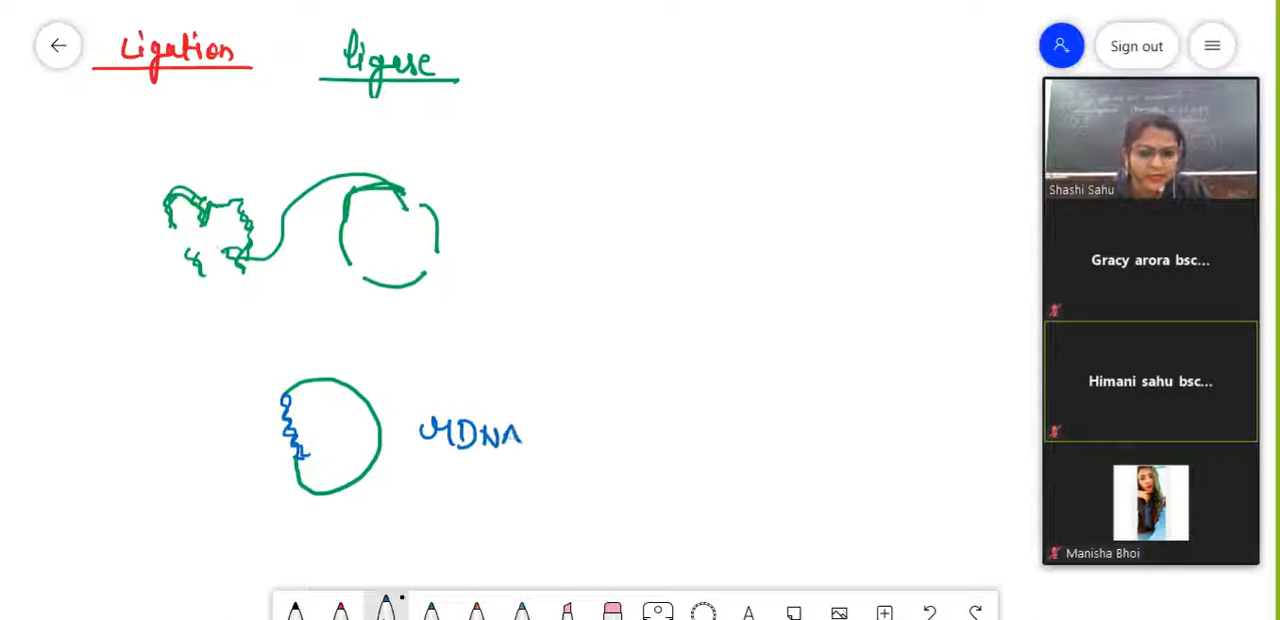 Ligation ligase
Sign out
Shashi Sahu
Gracy arora bsc...
Himani sahu bsc...
rDNA
Manisha Bhoi
A